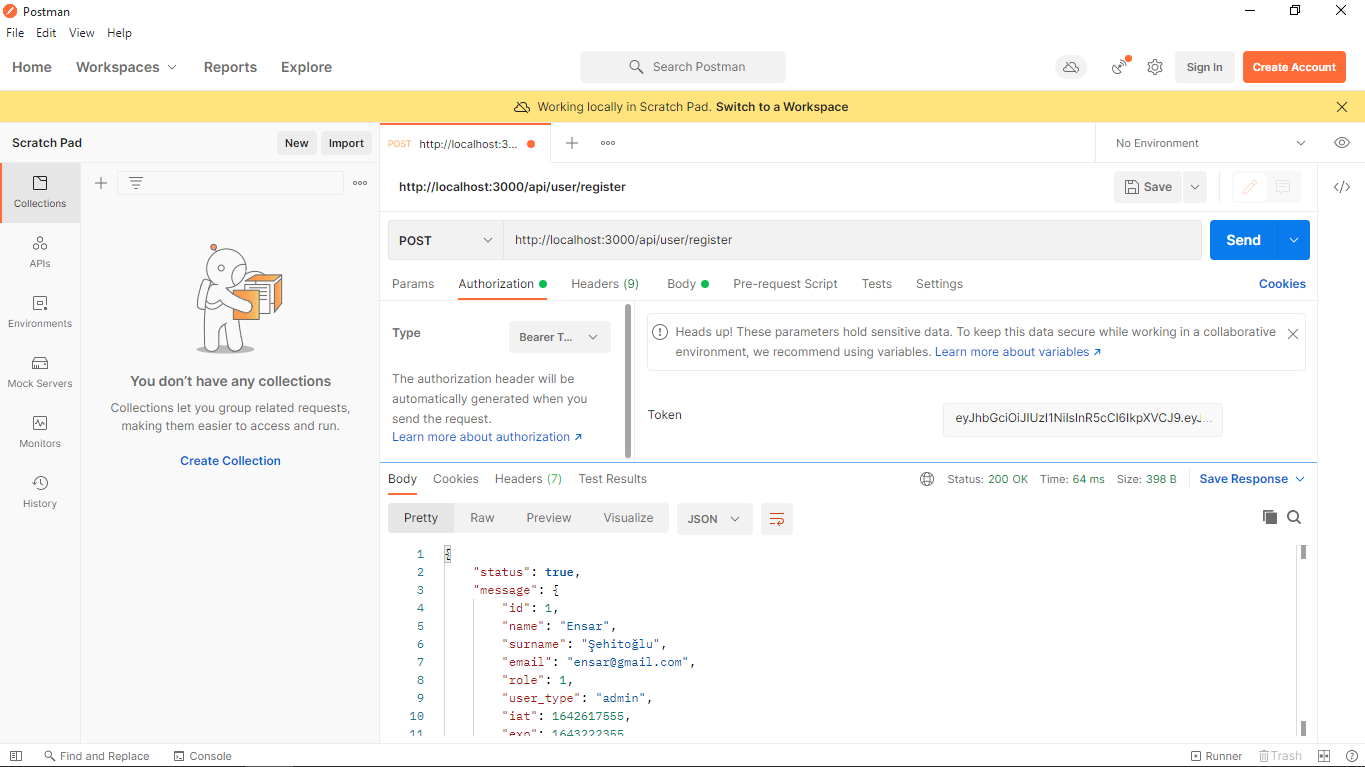 Postman
File Edit View Help
Home Workspaces Reports Explore Search Postman Sign In Create Account
Working locally in Scratch Pad. Switch to a Workspace
Scratch Pad New Import
POST http://localhost:3... No Environment
Collections
APIs
Environments
Mock Servers
Monitors
History
You don’t have any collections
Collections let you group related requests,
making them easier to access and run.
Create Collection
http://localhost:3000/api/user/register Save
POST http://localhost:3000/api/user/register Send
Params Authorization Headers (9) Body Pre-request Script Tests Settings Cookies
Type Bearer T...
The authorization header will be
automatically generated when you
send the request.
Learn more about authorization ↗
Heads up! These parameters hold sensitive data. To keep this data secure while working in a collaborative
environment, we recommend using variables. Learn more about variables ↗
Token
Body Cookies Headers (7) Test Results Status: 200 OK Time: 64 ms Size: 398 B Save Response
Pretty Raw Preview Visualize JSON
1 {
2 "status": true,
3 "message": {
4 "id": 1,
5 "name": "Ensar",
6 "surname": "Şehitoğlu",
7 "email": "ensar@gmail.com",
8 "role": 1,
9 "user_type": "admin",
10 "iat": 1642617555,
11 "exp": 1643222355
Find and Replace Console Runner Trash